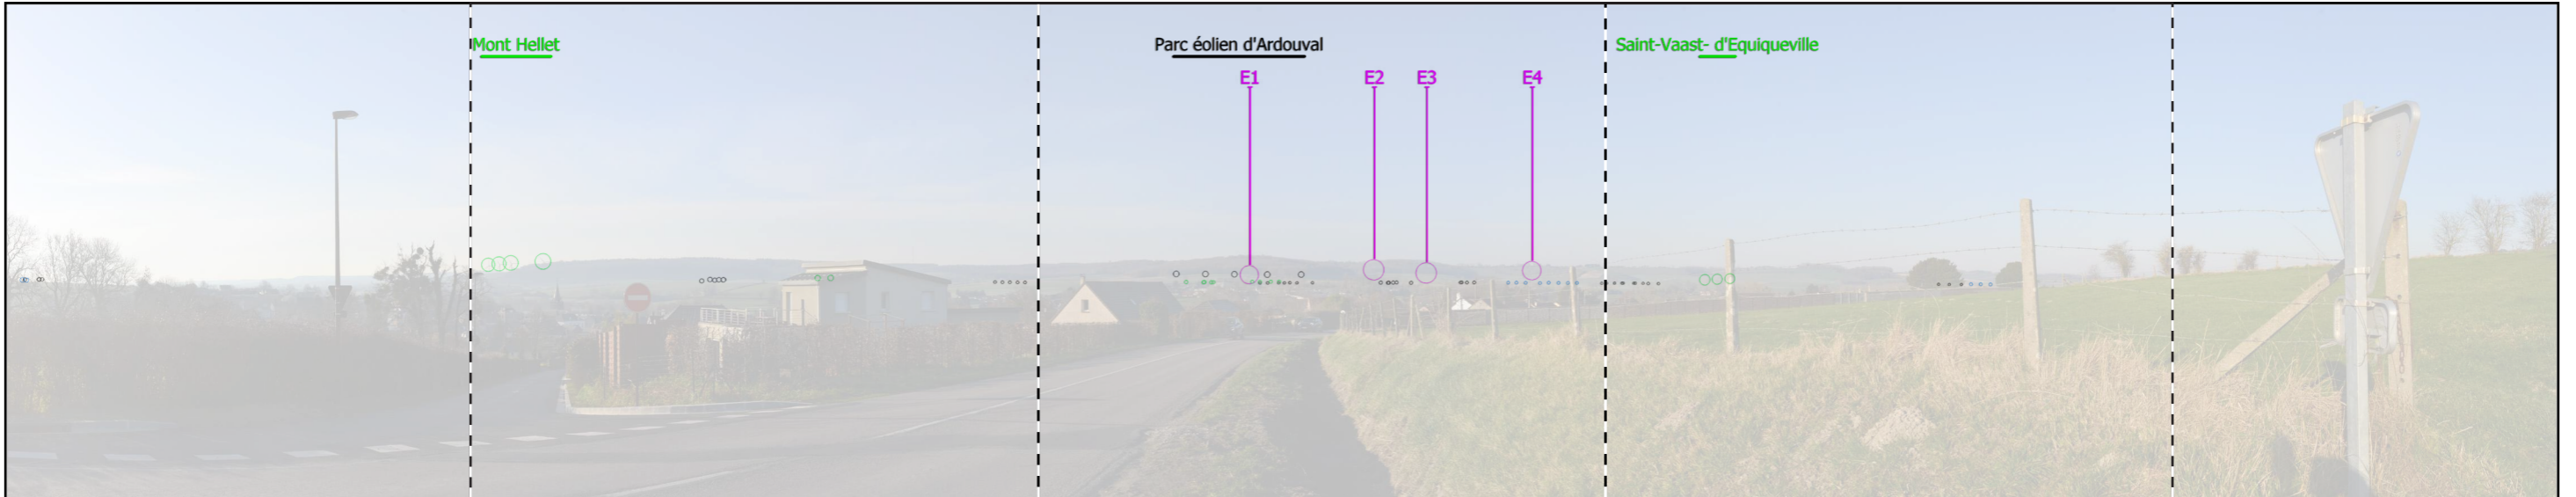 Mont Hellet
Parc éolien d'Ardouval
Saint-Vaast- d'Equiqueville
E1
E2
E3
E4